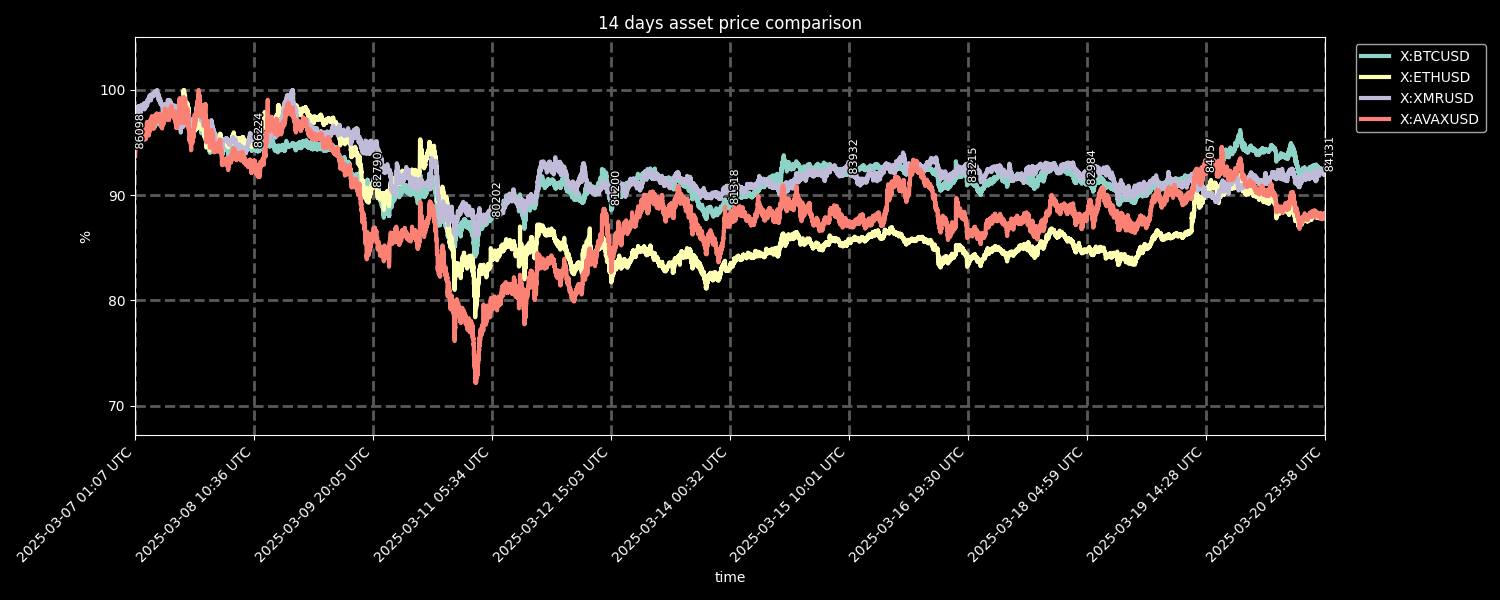 14 days asset price comparison
X:BTCUSD
X:ETHUSD
X:XMRUSD
X:AVAXUSD
100
90
80
70
%
86098
86224
82790
80202
81200
81318
83932
83215
82984
84057
84131
2025-03-07 01:07 UTC
2025-03-08 10:36 UTC
2025-03-09 20:05 UTC
2025-03-11 05:34 UTC
2025-03-12 15:03 UTC
2025-03-14 00:32 UTC
2025-03-15 10:01 UTC
2025-03-16 19:30 UTC
2025-03-18 04:59 UTC
2025-03-19 14:28 UTC
2025-03-20 23:58 UTC
time